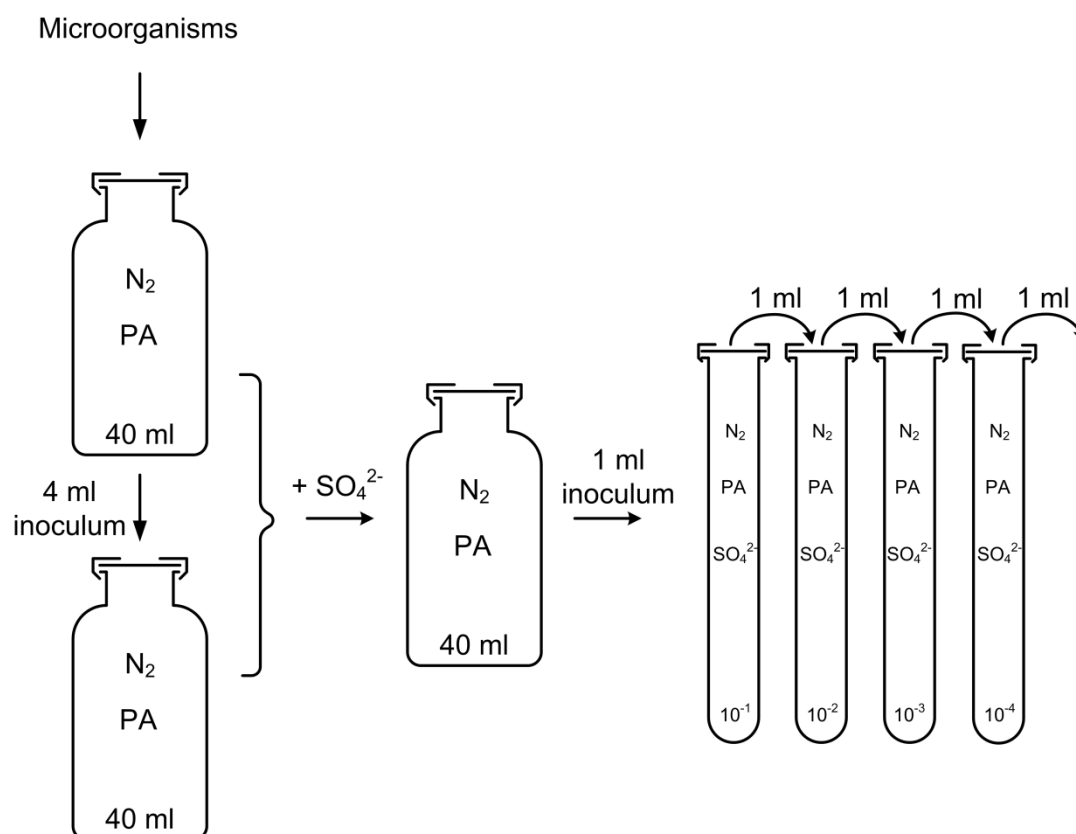 Microorganisms
N₂
PA
40 ml
4 ml
inoculum
N₂
PA
40 ml
+ SO₄²⁻
N₂
PA
40 ml
1 ml
inoculum
1 ml
1 ml
1 ml
1 ml
N₂
PA
SO₄²⁻
10⁻¹
N₂
PA
SO₄²⁻
10⁻²
N₂
PA
SO₄²⁻
10⁻³
N₂
PA
SO₄²⁻
10⁻⁴